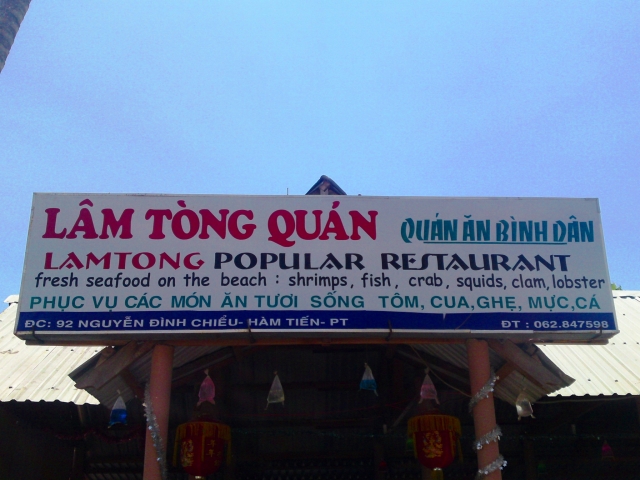 LÂM TÒNG QUÁN QUÁN ĂN BÌNH DÂN
LAMTONG POPULAR RESTAURANT
fresh seafood on the beach : shrimps, fish, crab, squids, clam, lobster
PHỤC VỤ CÁC MÓN ĂN TƯƠI SỐNG TÔM, CUA, GHẸ, MỰC, CÁ
ĐC: 92 NGUYỄN ĐÌNH CHIỂU- HÀM TIẾN- PT ĐT : 062.847598